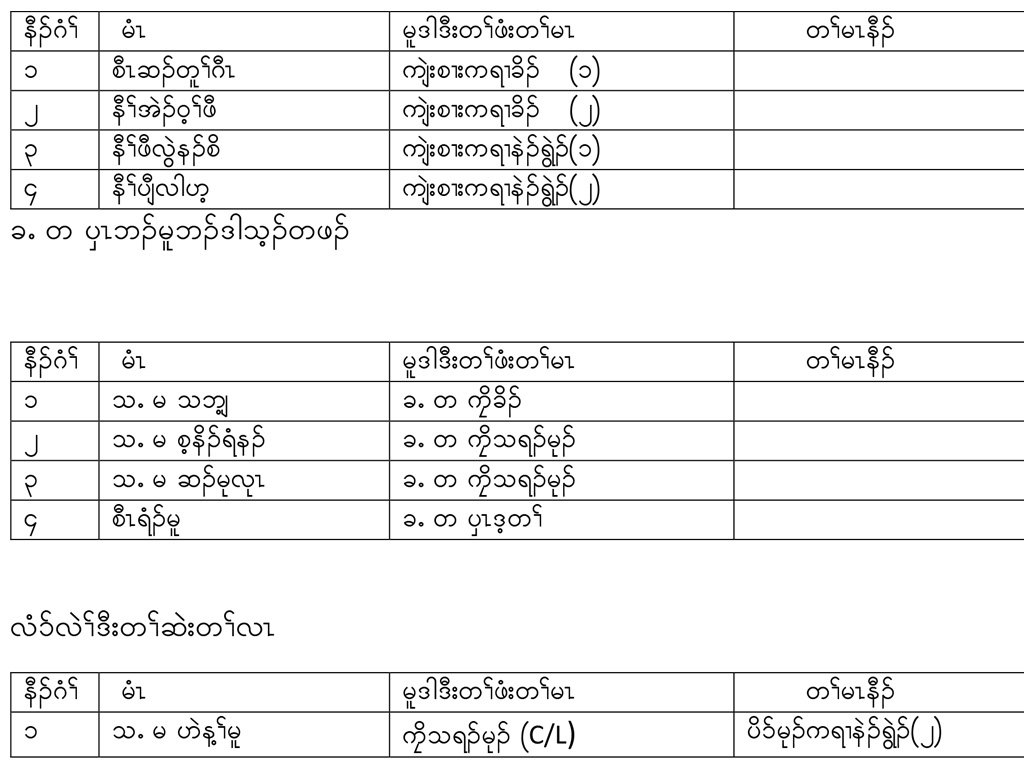 နီၣ်ဂံၢ် မံၤ မူဒါဒီးတၢ်ဖံးတၢ်မၤ တၢ်မၤနီၣ်
၁ စီၤဆၣ်တူၢ်ဂီၤ ကျဲးစၢးကရၢခိၣ် (၁)
၂ နီၢ်အဲၣ်ဝ့ၢ်ဖီ ကျဲးစၢးကရၢခိၣ် (၂)
၃ နီၢ်ဖီလွဲနၣ်စိ ကျဲးစၢးကရၢနဲၣ်ရွဲၣ်(၁)
၄ နီၢ်ပျီလါဟ့ ကျဲးစၢးကရၢနဲၣ်ရွဲၣ်(၂)
ခ. တ ပှၤဘၣ်မူဘၣ်ဒါသ့ၣ်တဖၣ်
နီၣ်ဂံၢ် မံၤ မူဒါဒီးတၢ်ဖံးတၢ်မၤ တၢ်မၤနီၣ်
၁ သ. မ သဘျ့ ခ. တ ကၠိခိၣ်
၂ သ. မ စ့နိၣ်ရံနၣ် ခ. တ ကၠိသရၣ်မုၣ်
၃ သ. မ ဆၣ်မုလုၤ ခ. တ ကၠိသရၣ်မုၣ်
၄ စီၤရံၣ်မူ ခ. တ ပှၤဒ့တၢ်
လံာ်လဲၢ်ဒီးတၢ်ဆဲးတၢ်လၤ
နီၣ်ဂံၢ် မံၤ မူဒါဒီးတၢ်ဖံးတၢ်မၤ တၢ်မၤနီၣ်
၁ သ. မ ဟဲန့ၢ်မူ ကၠိသရၣ်မုၣ် (C/L) ပိာ်မုၣ်ကရၢနဲၣ်ရွဲၣ်(၂)